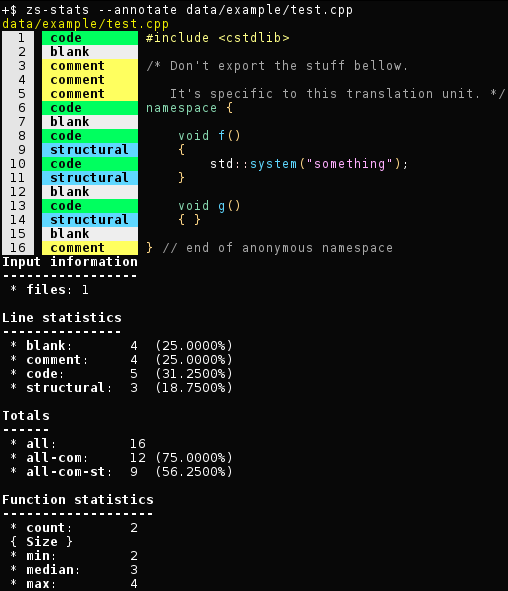 +$ zs-stats --annotate data/example/test.cpp
data/example/test.cpp
  1   code       #include <cstdlib>
  2   blank
  3   comment    /* Don't export the stuff bellow.
  4   comment
  5   comment       It's specific to this translation unit. */
  6   code       namespace {
  7   blank
  8   code           void f()
  9   structural     {
 10   code               std::system("something");
 11   structural     }
 12   blank
 13   code           void g()
 14   structural     { }
 15   blank
 16   comment    } // end of anonymous namespace
Input information
-----------------
 * files: 1
Line statistics
---------------
 * blank:       4  (25.0000%)
 * comment:     4  (25.0000%)
 * code:        5  (31.2500%)
 * structural:  3  (18.7500%)
Totals
------
 * all:         16
 * all-com:     12 (75.0000%)
 * all-com-st:  9  (56.2500%)
Function statistics
-------------------
 * count:       2
 { Size }
 * min:         2
 * median:      3
 * max:         4